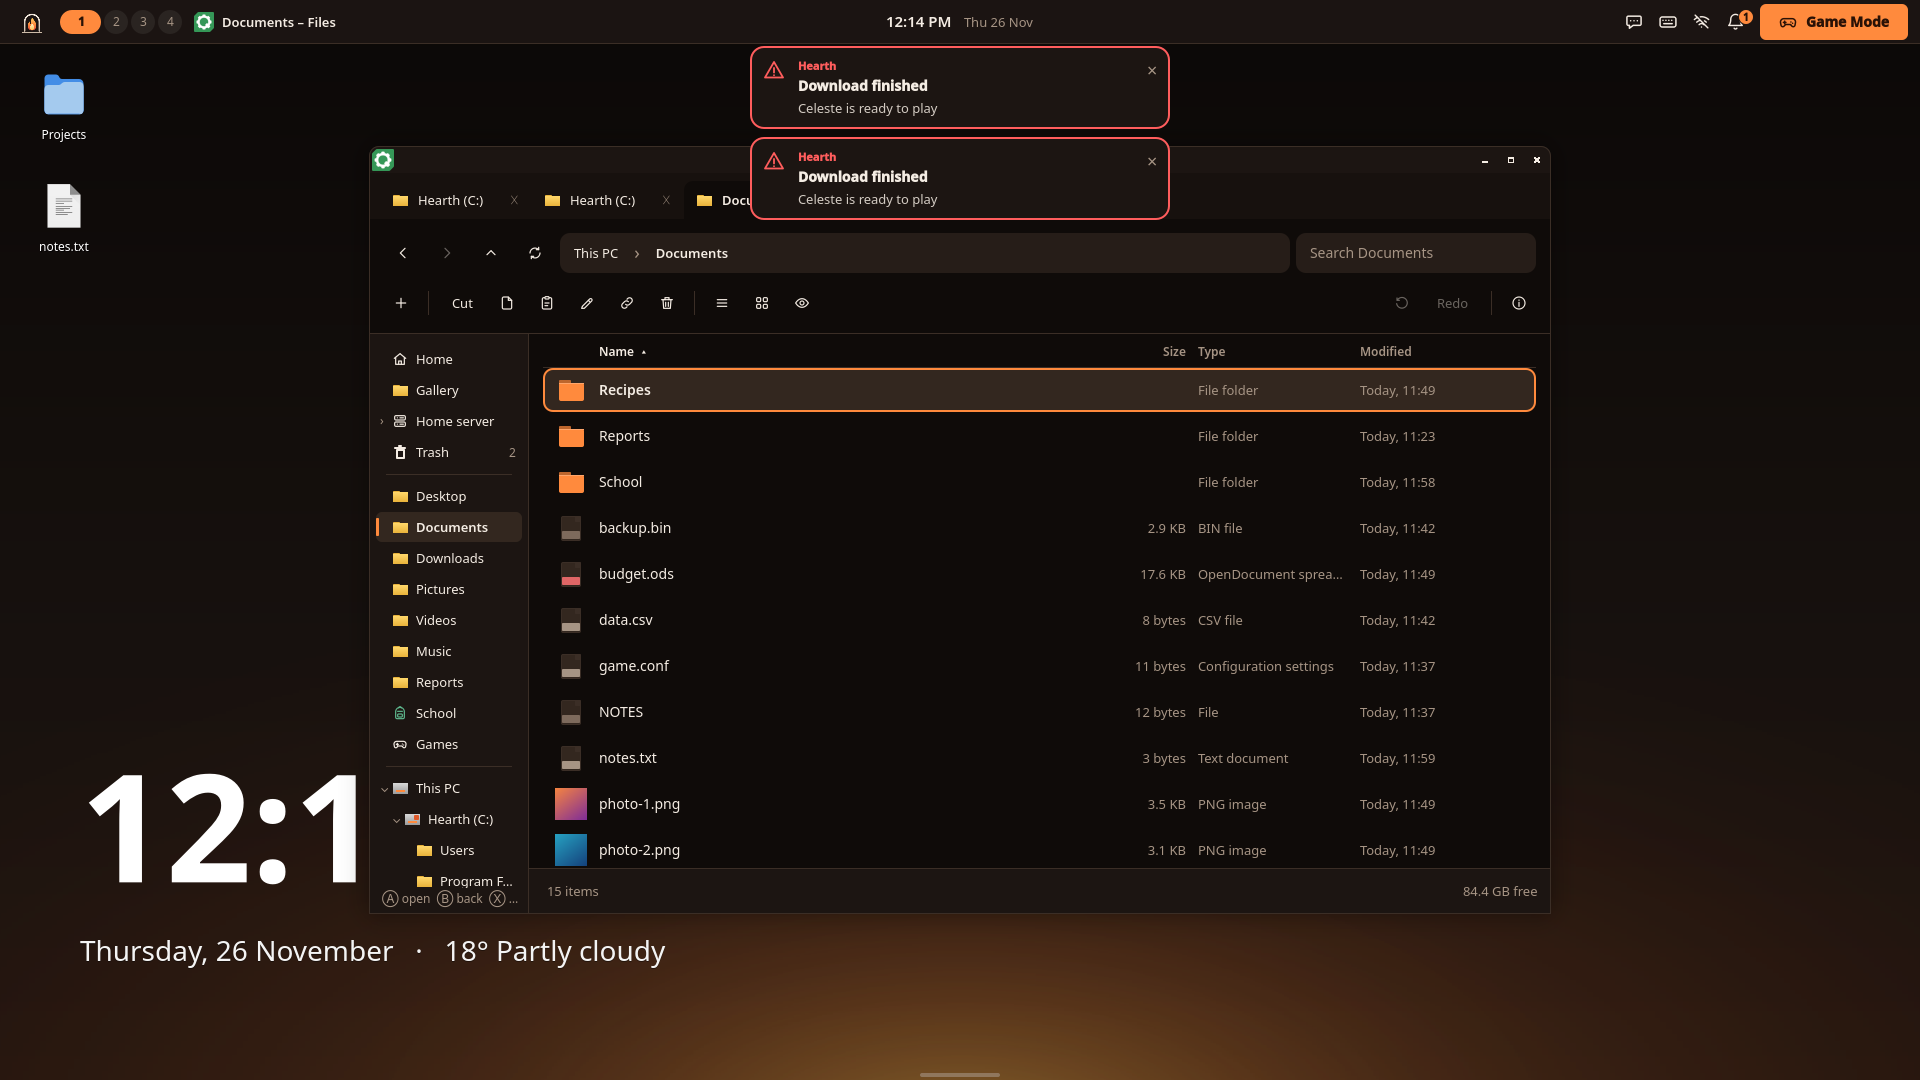 1 2 3 4 Documents – Files 12:14 PM Thu 26 Nov 1 Game Mode
Hearth
Download finished
Celeste is ready to play
Hearth
Download finished
Celeste is ready to play
Projects
notes.txt
Hearth (C:) X Hearth (C:) X
This PC › Documents Search Documents
Cut Redo
Home
Gallery
Home server
Trash 2
Desktop
Documents
Downloads
Pictures
Videos
Music
Reports
School
Games
This PC
Hearth (C:)
Users
Program F...
A open B back X ...
Name Size Type Modified
Recipes File folder Today, 11:49
Reports File folder Today, 11:23
School File folder Today, 11:58
backup.bin 2.9 KB BIN file Today, 11:42
budget.ods 17.6 KB OpenDocument sprea... Today, 11:49
data.csv 8 bytes CSV file Today, 11:42
game.conf 11 bytes Configuration settings Today, 11:37
NOTES 12 bytes File Today, 11:37
notes.txt 3 bytes Text document Today, 11:59
photo-1.png 3.5 KB PNG image Today, 11:49
photo-2.png 3.1 KB PNG image Today, 11:49
15 items 84.4 GB free
12:1
Thursday, 26 November · 18° Partly cloudy